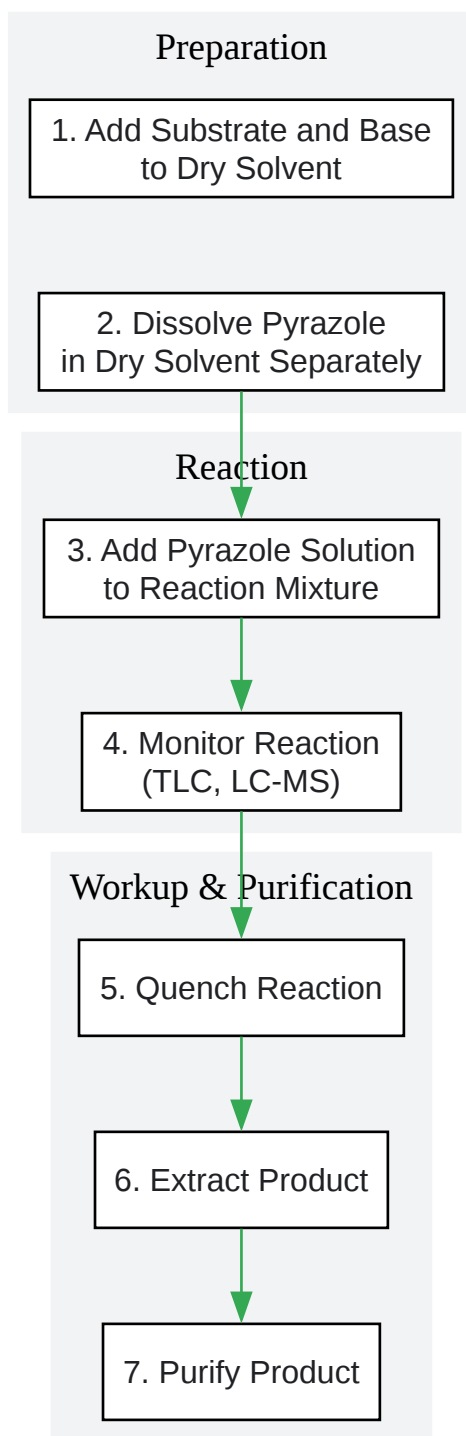 Preparation
1. Add Substrate and Base
to Dry Solvent
2. Dissolve Pyrazole
in Dry Solvent Separately
Reaction
3. Add Pyrazole Solution
to Reaction Mixture
4. Monitor Reaction
(TLC, LC-MS)
Workup & Purification
5. Quench Reaction
6. Extract Product
7. Purify Product